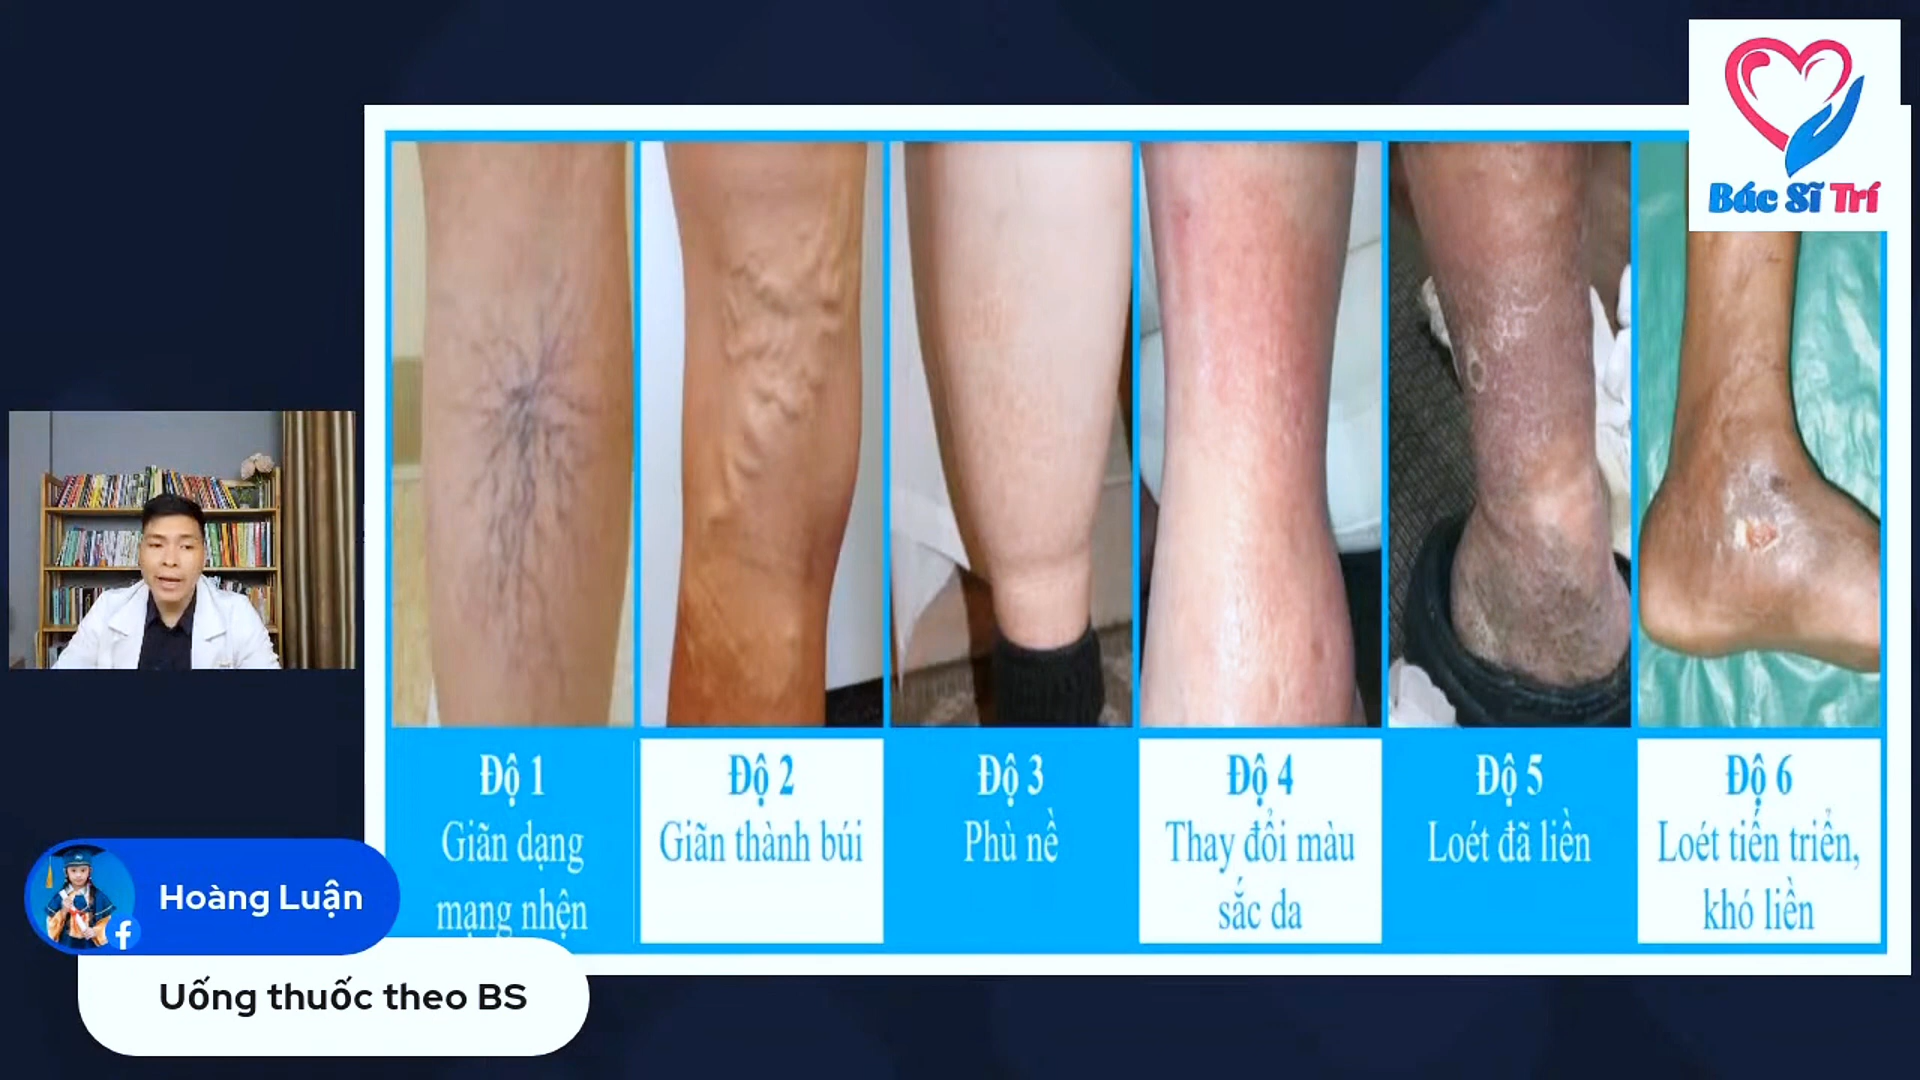 Bác Sĩ Trí
Độ 1
Giãn dạng
mạng nhện
Độ 2
Giãn thành búi
Độ 3
Phù nề
Độ 4
Thay đổi màu
sắc da
Độ 5
Loét đã liền
Độ 6
Loét tiến triển,
khó liền
Hoàng Luận
Uống thuốc theo BS